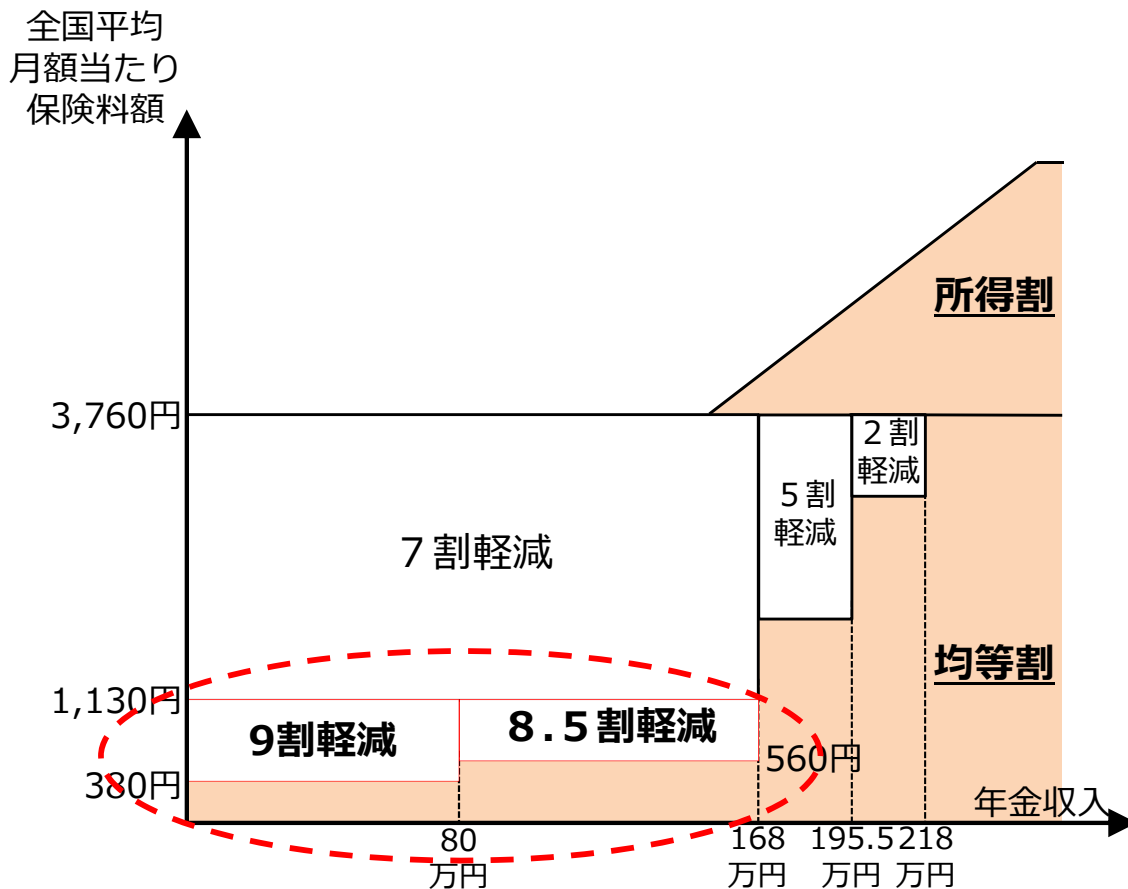 全国平均
月額当たり
保険料額
所得割
3,760円
2割
軽減
5割
軽減
7割軽減
均等割
1,130円
9割軽減
8.5割軽減
560円
380円
年金収入
80
万円
168
万円
195.5
万円
218
万円